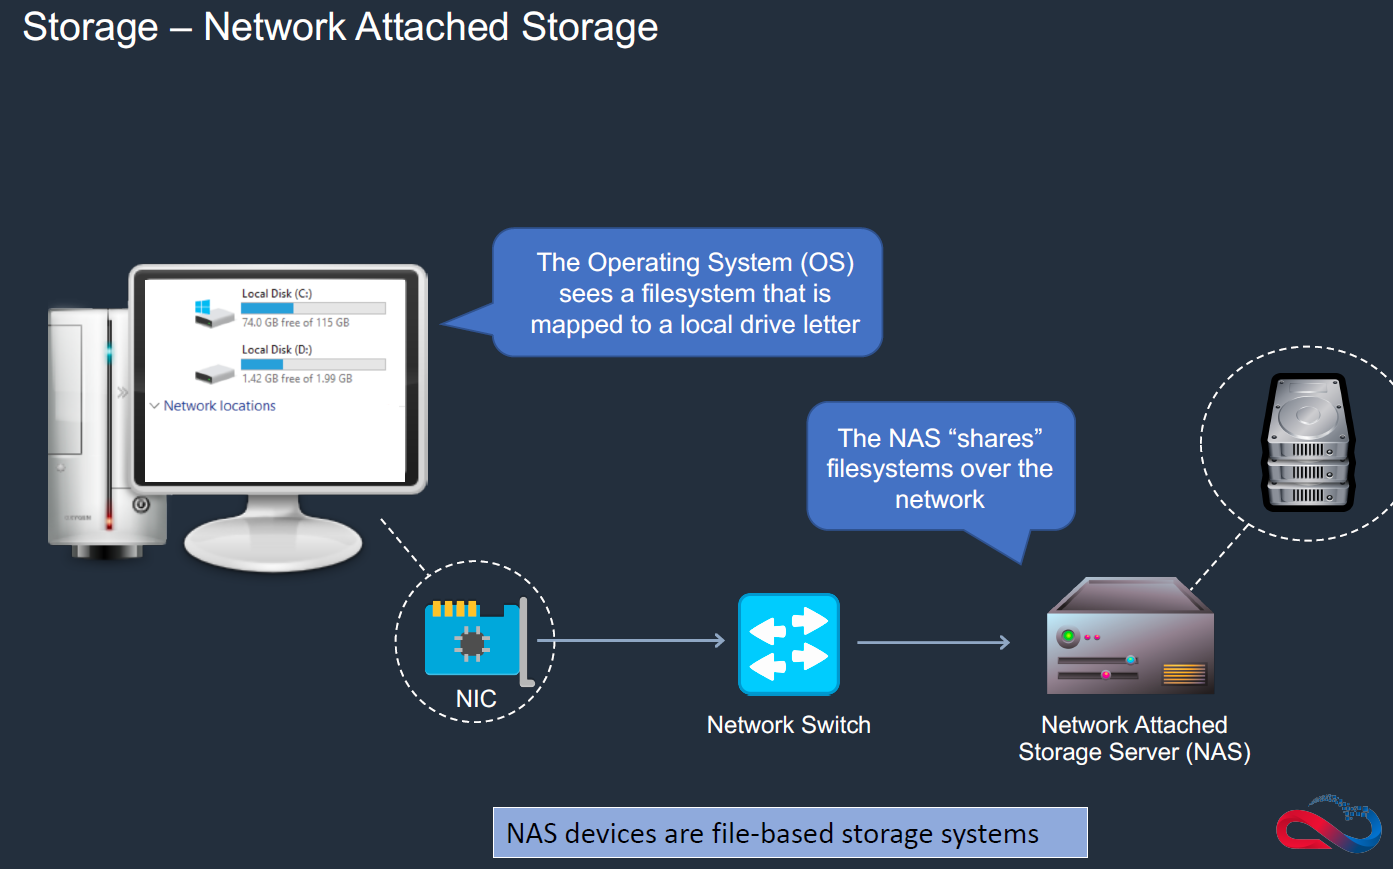 Storage – Network Attached Storage
The Operating System (OS)
sees a filesystem that is
mapped to a local drive letter
Local Disk (C:)
74.0 GB free of 115 GB
Local Disk (D:)
1.42 GB free of 1.99 GB
Network locations
The NAS “shares”
filesystems over the
network
NIC
Network Switch
Network Attached
Storage Server (NAS)
NAS devices are file-based storage systems